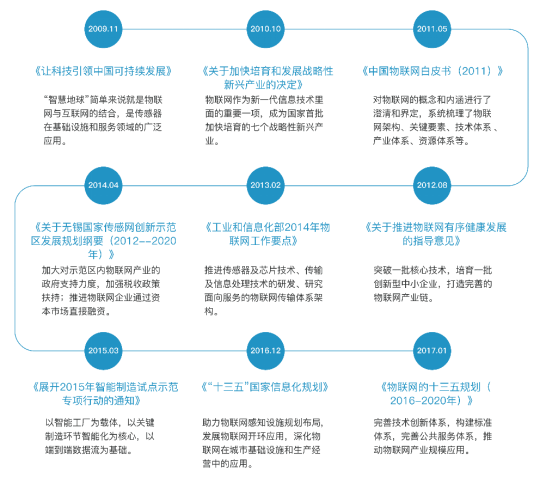 2009.11
《让科技引领中国可持续发展》
“智慧地球”简单来说就是物联
网与互联网的结合，是传感器
在基础设施和服务领域的广泛
应用。
2010.10
《关于加快培育和发展战略性
新兴产业的决定》
物联网作为新一代信息技术里
面的重要一项，成为国家首批
加快培育的七个战略性新兴产
业。
2011.05
《中国物联网白皮书（2011）》
对物联网的概念和内涵进行了
澄清和界定，系统梳理了物联
网架构、关键要素、技术体系、
产业体系、资源体系等。
2014.04
《关于无锡国家传感网创新示范
区发展规划纲要（2012--2020
年）》
加大对示范区内物联网产业的
政府支持力度，加强税收政策
扶持；推进物联网企业通过资
本市场直接融资。
2013.02
《工业和信息化部2014年物
联网工作要点》
推进传感器及芯片技术、传输
及信息处理技术的研发、研究
面向服务的物联网传输体系架
构。
2012.08
《关于推进物联网有序健康发展
的指导意见》
突破一批核心技术，培育一批
创新型中小企业，打造完善的
物联网产业链。
2015.03
《展开2015年智能制造试点示范
专项行动的通知》
以智能工厂为载体，以关键
制造环节智能化为核心，以
端到端数据流为基础。
2016.12
《“十三五”国家信息化规划》
助力物联网感知设施规划布局，
发展物联网开环应用，深化物
联网在城市基础设施和生产经
营中的应用。
2017.01
《物联网的十三五规划（
2016-2020年）》
完善技术创新体系，构建标准
体系，完善公共服务体系，推
动物联网产业规模应用。